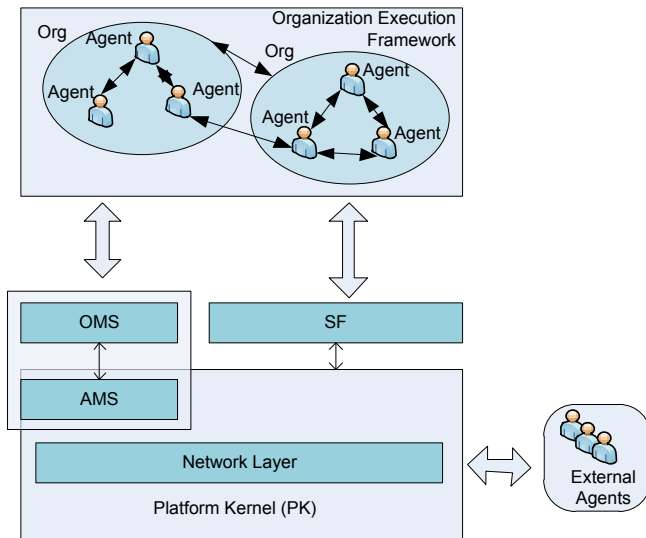 Organization Execution
Framework
Org
Agent
Agent
Agent
Org
Agent
Agent
Agent
OMS
SF
AMS
Network Layer
Platform Kernel (PK)
External
Agents